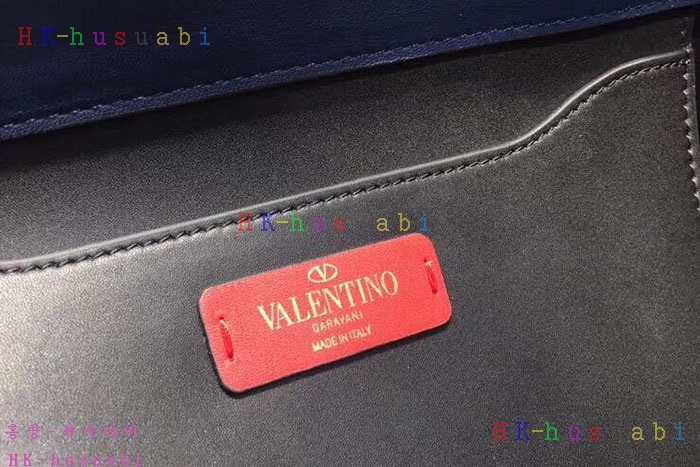 HK-husuabi
HK-hus abi
VALENTINO
GARAVANI
MADE IN ITALY
HK-hus abi
HK-husuabi